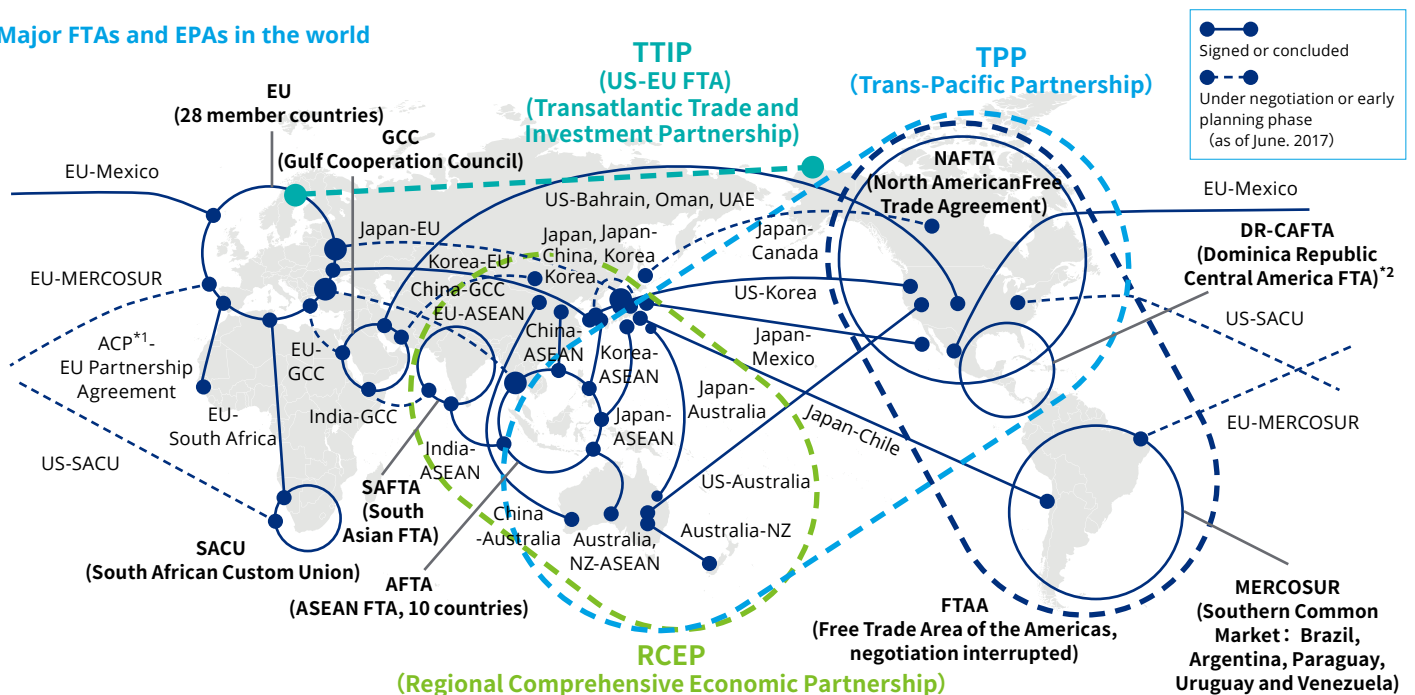 Major FTAs and EPAs in the world
Signed or concluded
Under negotiation or early
planning phase
（as of June. 2017）
TTIP
(US-EU FTA)
(Transatlantic Trade and
Investment Partnership)
TPP
（Trans-Pacific Partnership）
EU
(28 member countries)
GCC
(Gulf Cooperation Council)
NAFTA
(North AmericanFree
Trade Agreement)
EU-Mexico
EU-Mexico
DR-CAFTA
(Dominica Republic
Central America FTA)*2
US-Bahrain, Oman, UAE
Japan-EU
Japan,
China,
Korea
Japan-
Korea
Japan-
Canada
Korea-EU
EU-MERCOSUR
China-GCC
EU-ASEAN
US-Korea
US-SACU
ACP*1-
EU Partnership
Agreement
EU-
GCC
China-
ASEAN
Korea-
ASEAN
Japan-
Mexico
Japan-
Australia
India-GCC
EU-
South Africa
Japan-
ASEAN
Japan-Chile
EU-MERCOSUR
US-SACU
India-
ASEAN
SAFTA
(South
Asian FTA)
US-Australia
China
-Australia
Australia,
NZ-ASEAN
Australia-NZ
SACU
(South African Custom Union)
AFTA
(ASEAN FTA, 10 countries)
FTAA
(Free Trade Area of the Americas,
negotiation interrupted)
MERCOSUR
(Southern Common
Market： Brazil,
Argentina, Paraguay,
Uruguay and Venezuela)
RCEP
（Regional Comprehensive Economic Partnership）